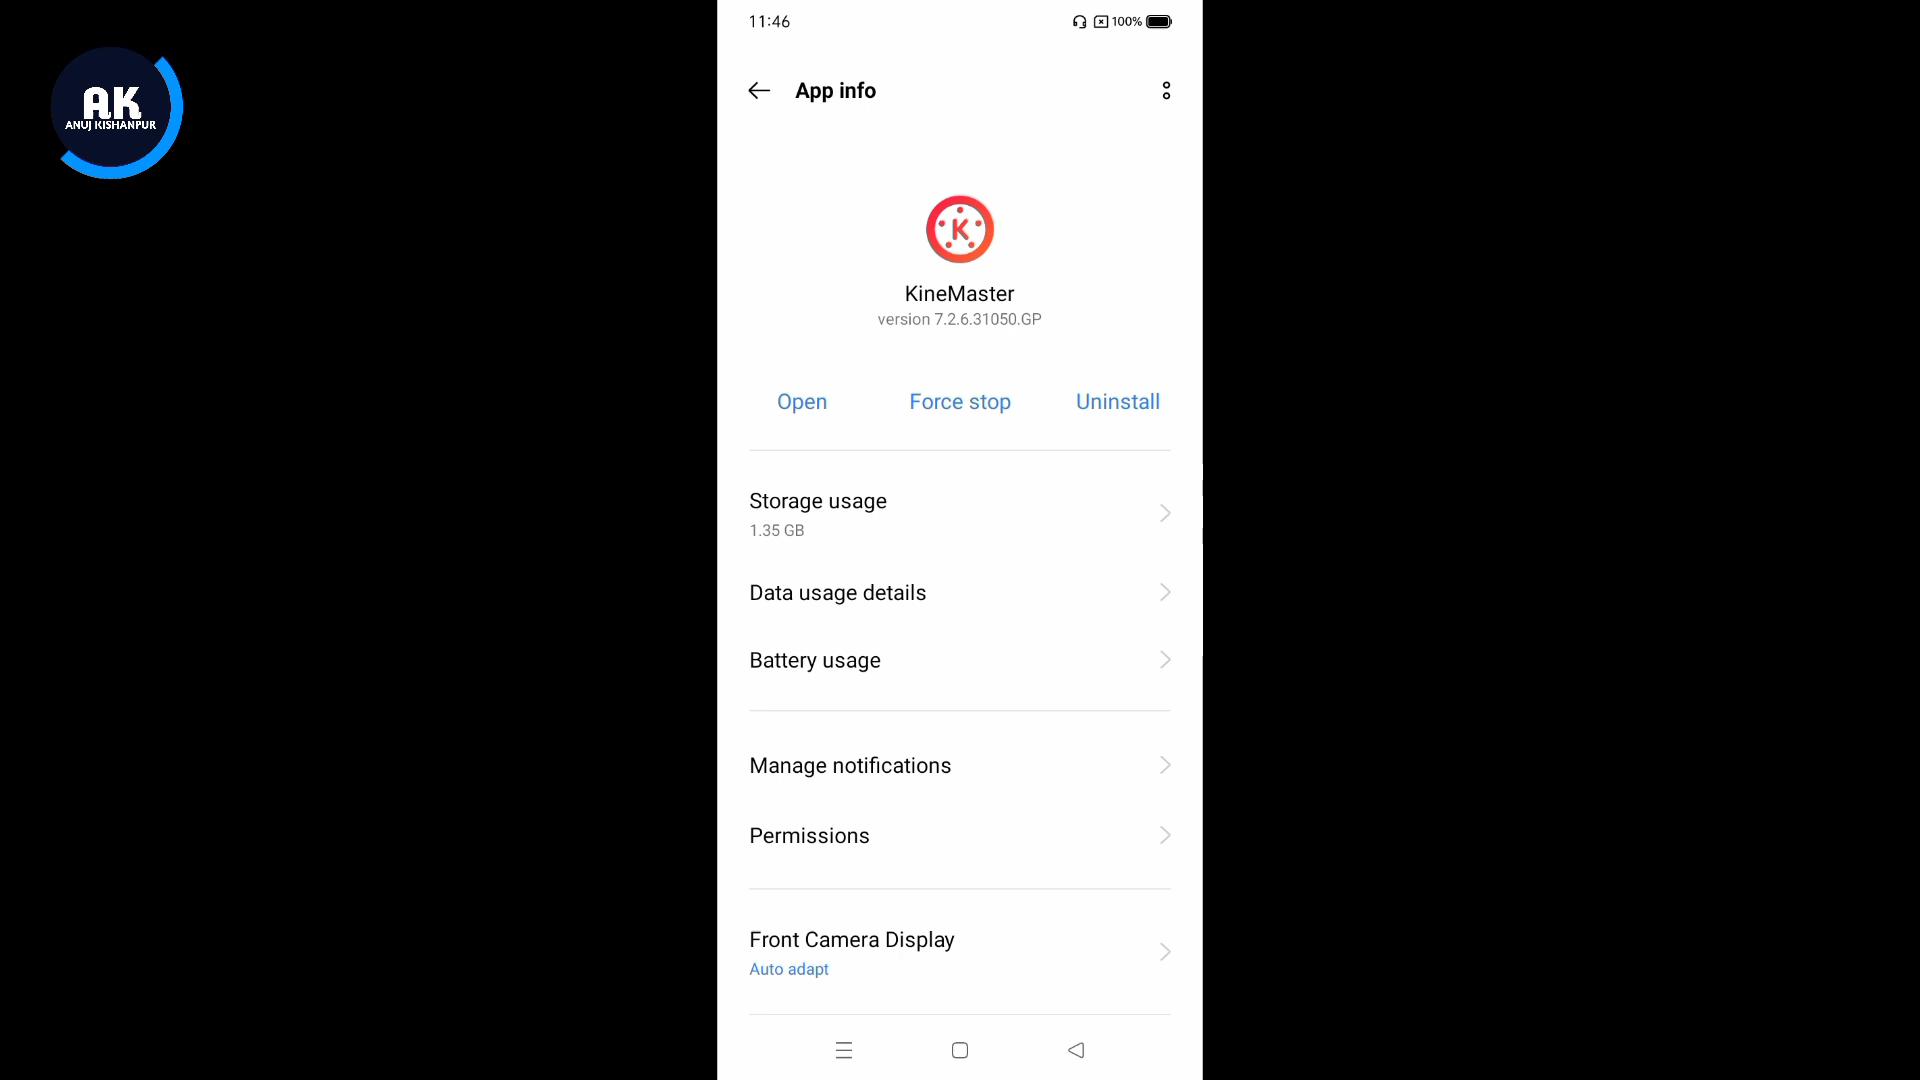 11:46
100%
AK
ANUJ KISHANPUR
App info
K
KineMaster
version 7.2.6.31050.GP
Open
Force stop
Uninstall
Storage usage
1.35 GB
Data usage details
Battery usage
Manage notifications
Permissions
Front Camera Display
Auto adapt